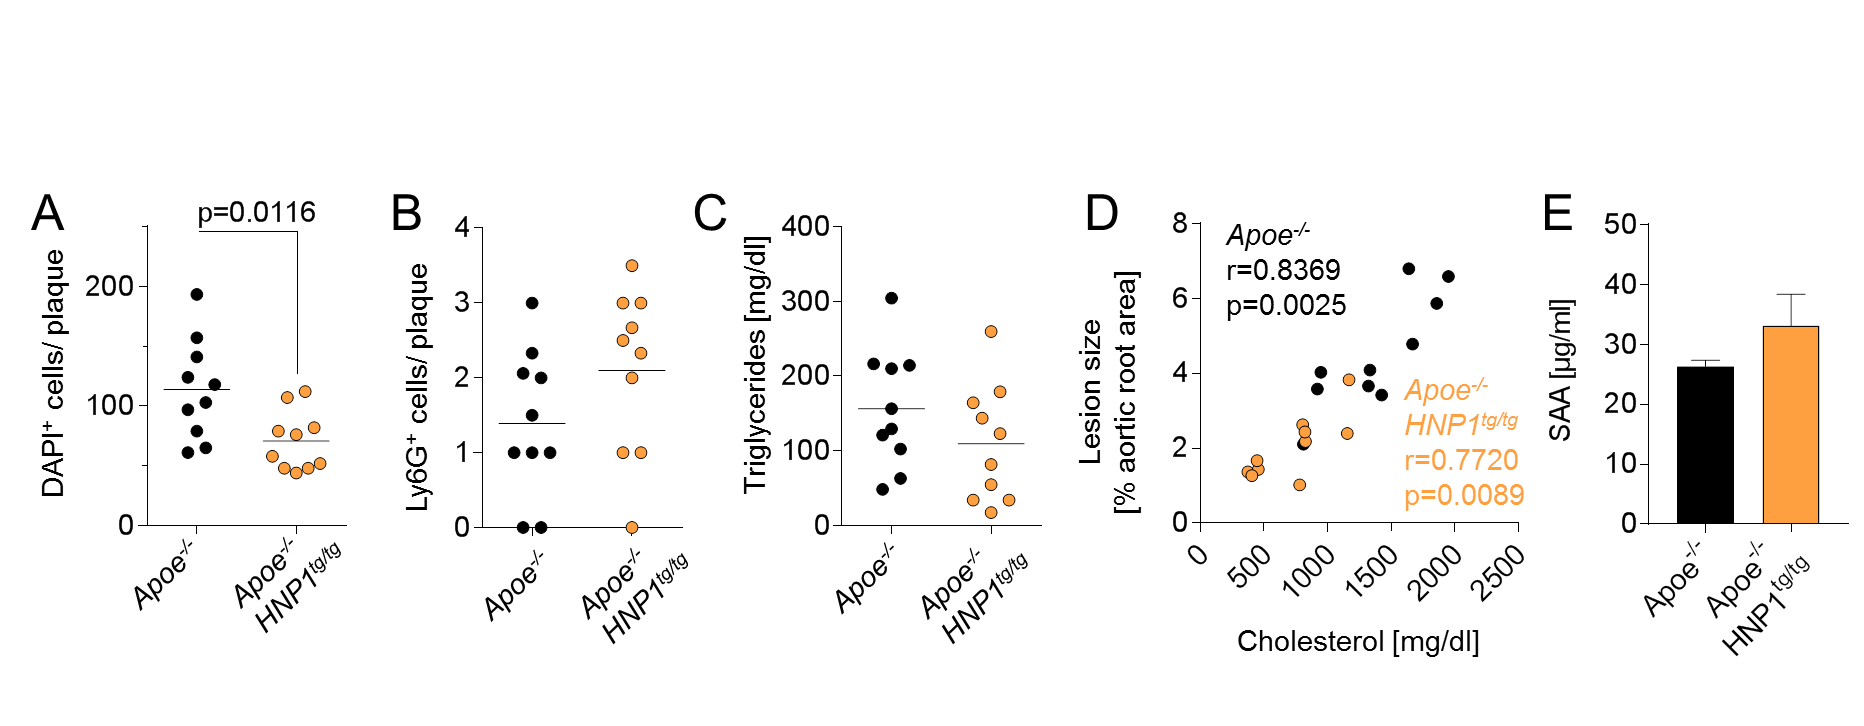 A
p=0.0116
DAPI⁺ cells/ plaque
200
100
0
Apoe⁻/⁻
Apoe⁻/⁻
HNP1ᵗᵍ/ᵗᵍ
B
Ly6G⁺ cells/ plaque
4
3
2
1
0
Apoe⁻/⁻
Apoe⁻/⁻
HNP1ᵗᵍ/ᵗᵍ
C
Triglycerides [mg/dl]
400
300
200
100
0
Apoe⁻/⁻
Apoe⁻/⁻
HNP1ᵗᵍ/ᵗᵍ
D
Lesion size
[% aortic root area]
8
6
4
2
0
Apoe⁻/⁻
r=0.8369
p=0.0025
Apoe⁻/⁻
HNP1ᵗᵍ/ᵗᵍ
r=0.7720
p=0.0089
0
500
1000
1500
2000
2500
Cholesterol [mg/dl]
E
SAA [µg/ml]
50
40
30
20
10
0
Apoe⁻/⁻
Apoe⁻/⁻
HNP1ᵗᵍ/ᵗᵍ